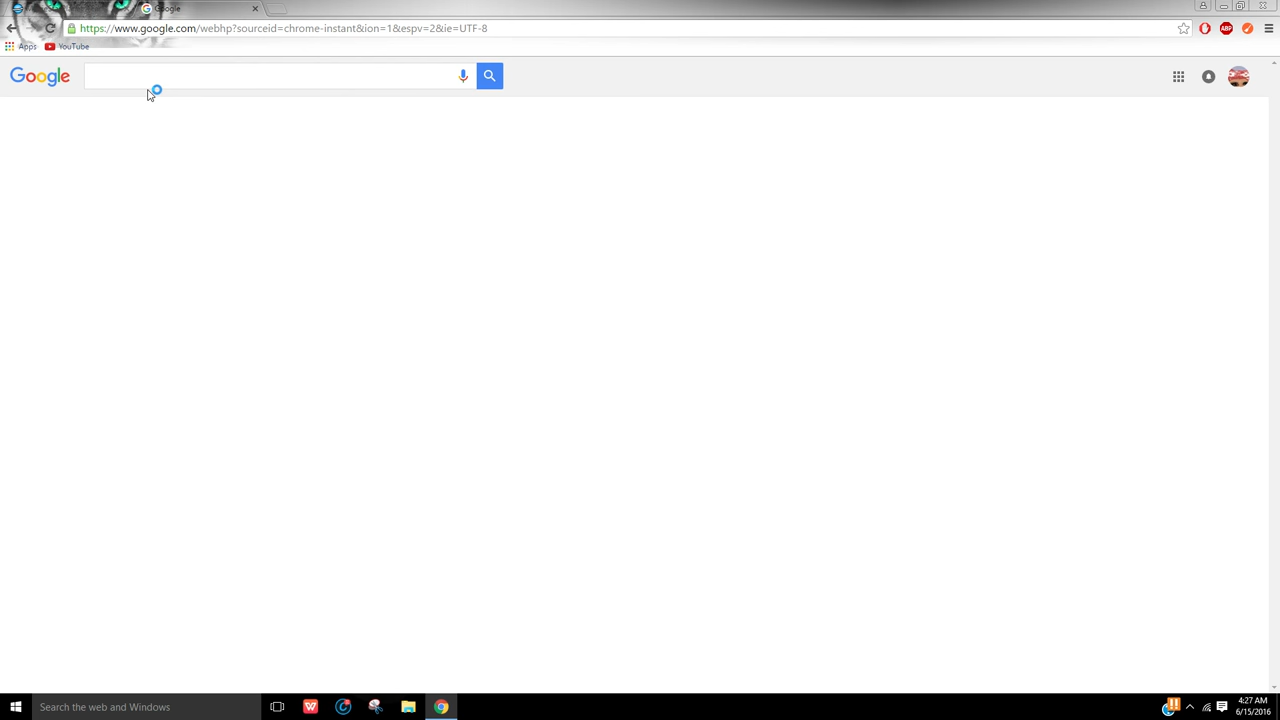 Google
https://www.google.com/webhp?sourceid=chrome-instant&ion=1&espv=2&ie=UTF-8
Apps YouTube
Google
Search the web and Windows
4:27 AM
6/15/2016